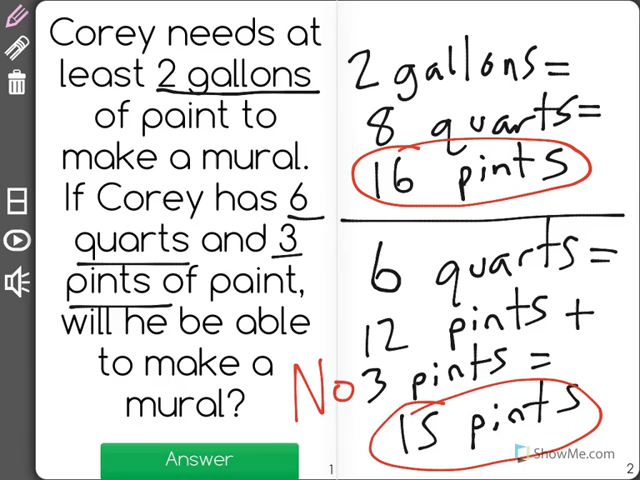 Corey needs at
least 2 gallons
of paint to
make a mural.
If Corey has 6
quarts and 3
pints of paint,
will he be able
to make a
mural?
No
Answer
1
2 gallons=
8 quarts=
16 pints
6 quarts=
12 pints +
3 pints =
15 pints
ShowMe.com
2